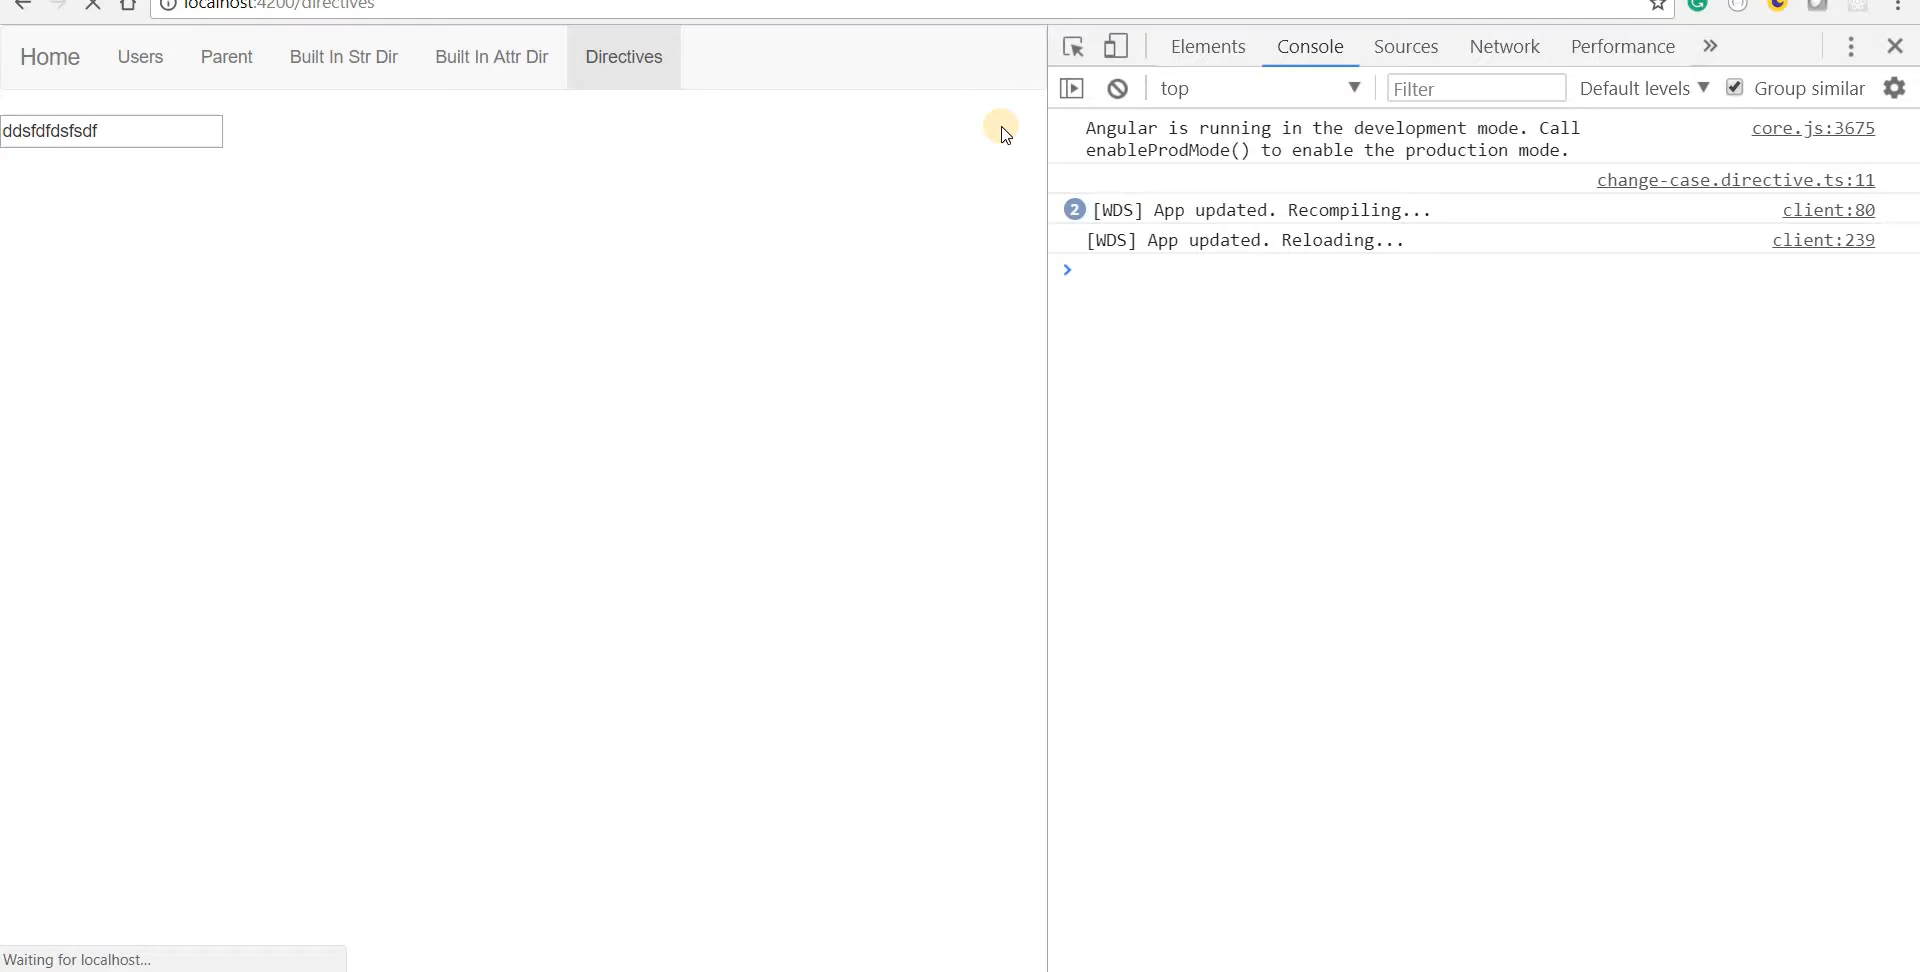 localhost:4200/directives
Home Users Parent Built In Str Dir Built In Attr Dir Directives
ddsfdfdsfsdf
Elements Console Sources Network Performance »
top Filter Default levels Group similar
Angular is running in the development mode. Call core.js:3675
enableProdMode() to enable the production mode.
change-case.directive.ts:11
2 [WDS] App updated. Recompiling... client:80
[WDS] App updated. Reloading... client:239
Waiting for localhost...